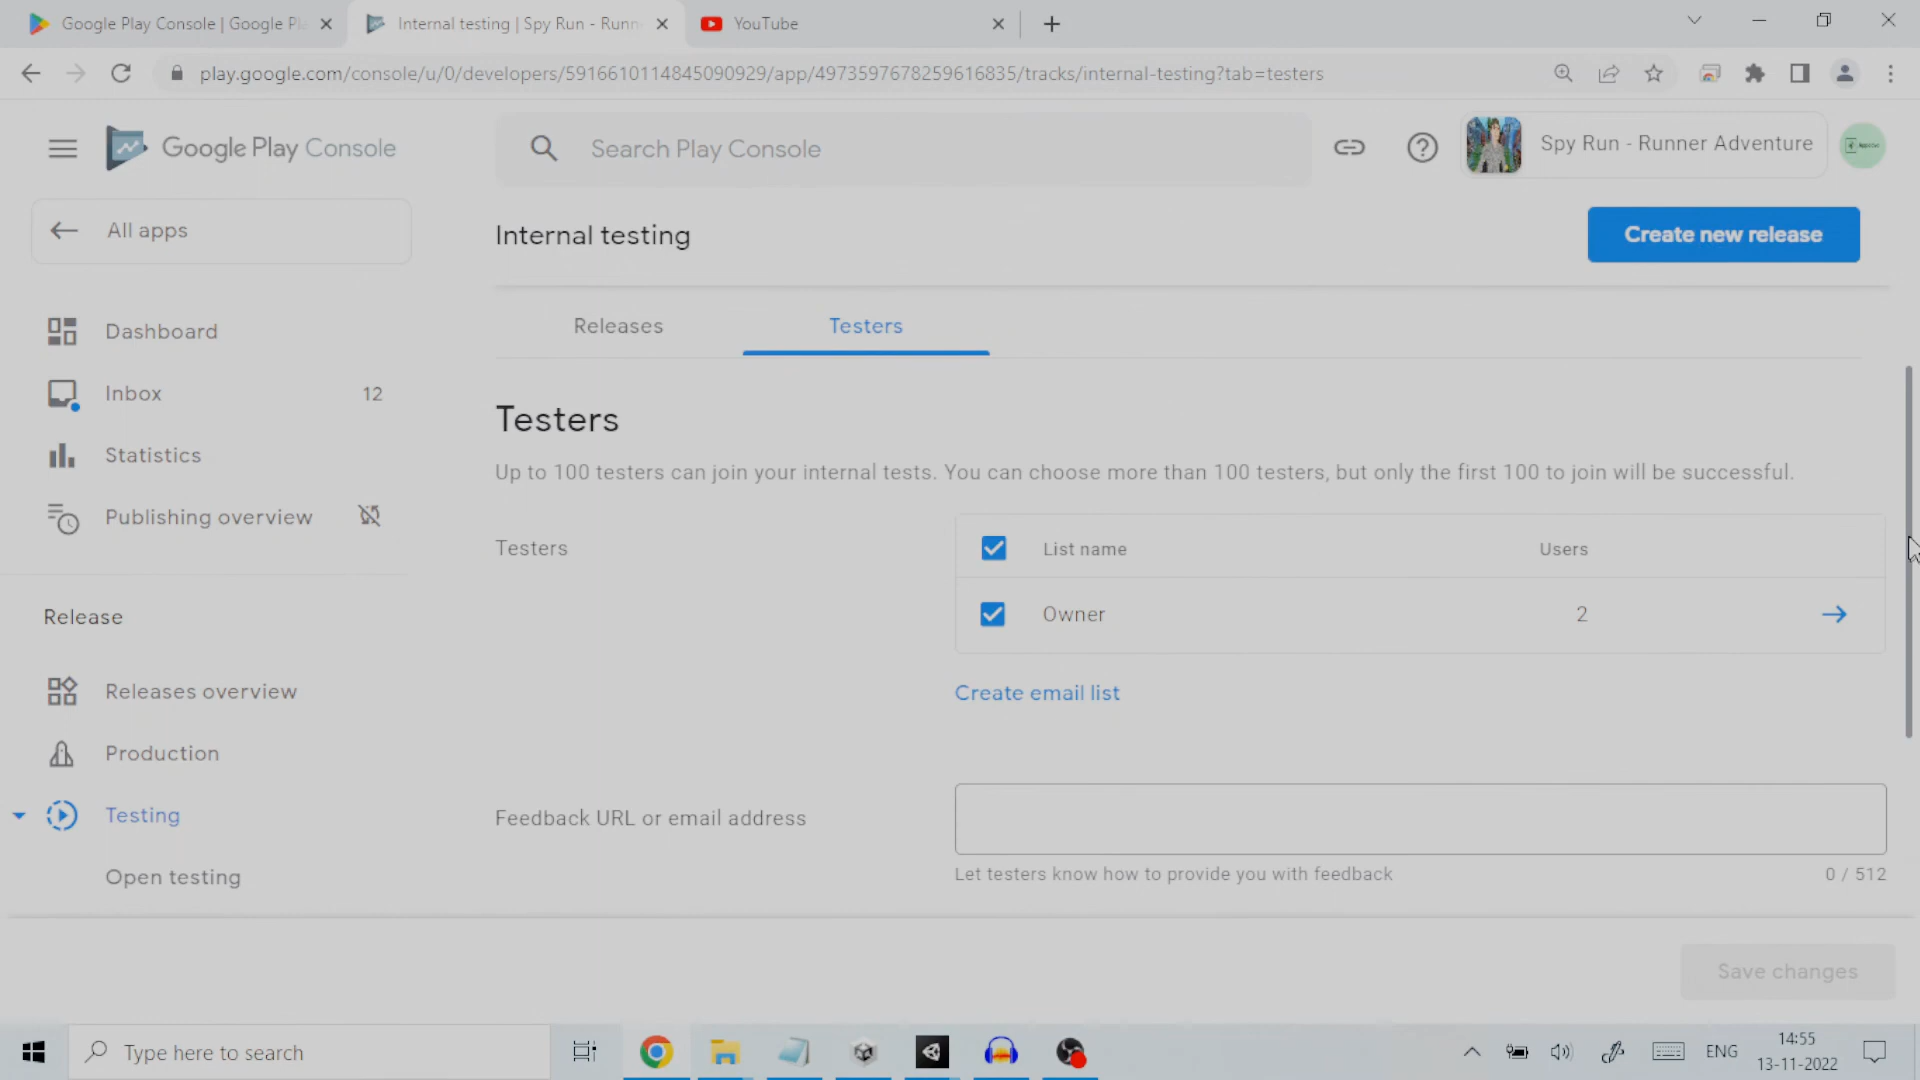 Google Play Console | Google Pla
Internal testing | Spy Run - Runn
YouTube
play.google.com/console/u/0/developers/5916610114845090929/app/4973597678259616835/tracks/internal-testing?tab=testers
Google Play Console
Search Play Console
Spy Run - Runner Adventure
All apps
Internal testing
Create new release
Dashboard
Inbox 12
Statistics
Publishing overview
Release
Releases overview
Production
Testing
Open testing
Releases
Testers
Testers
Up to 100 testers can join your internal tests. You can choose more than 100 testers, but only the first 100 to join will be successful.
Testers
List name Users
Owner 2
Create email list
Feedback URL or email address
Let testers know how to provide you with feedback 0 / 512
Save changes
Type here to search
ENG
14:55
13-11-2022